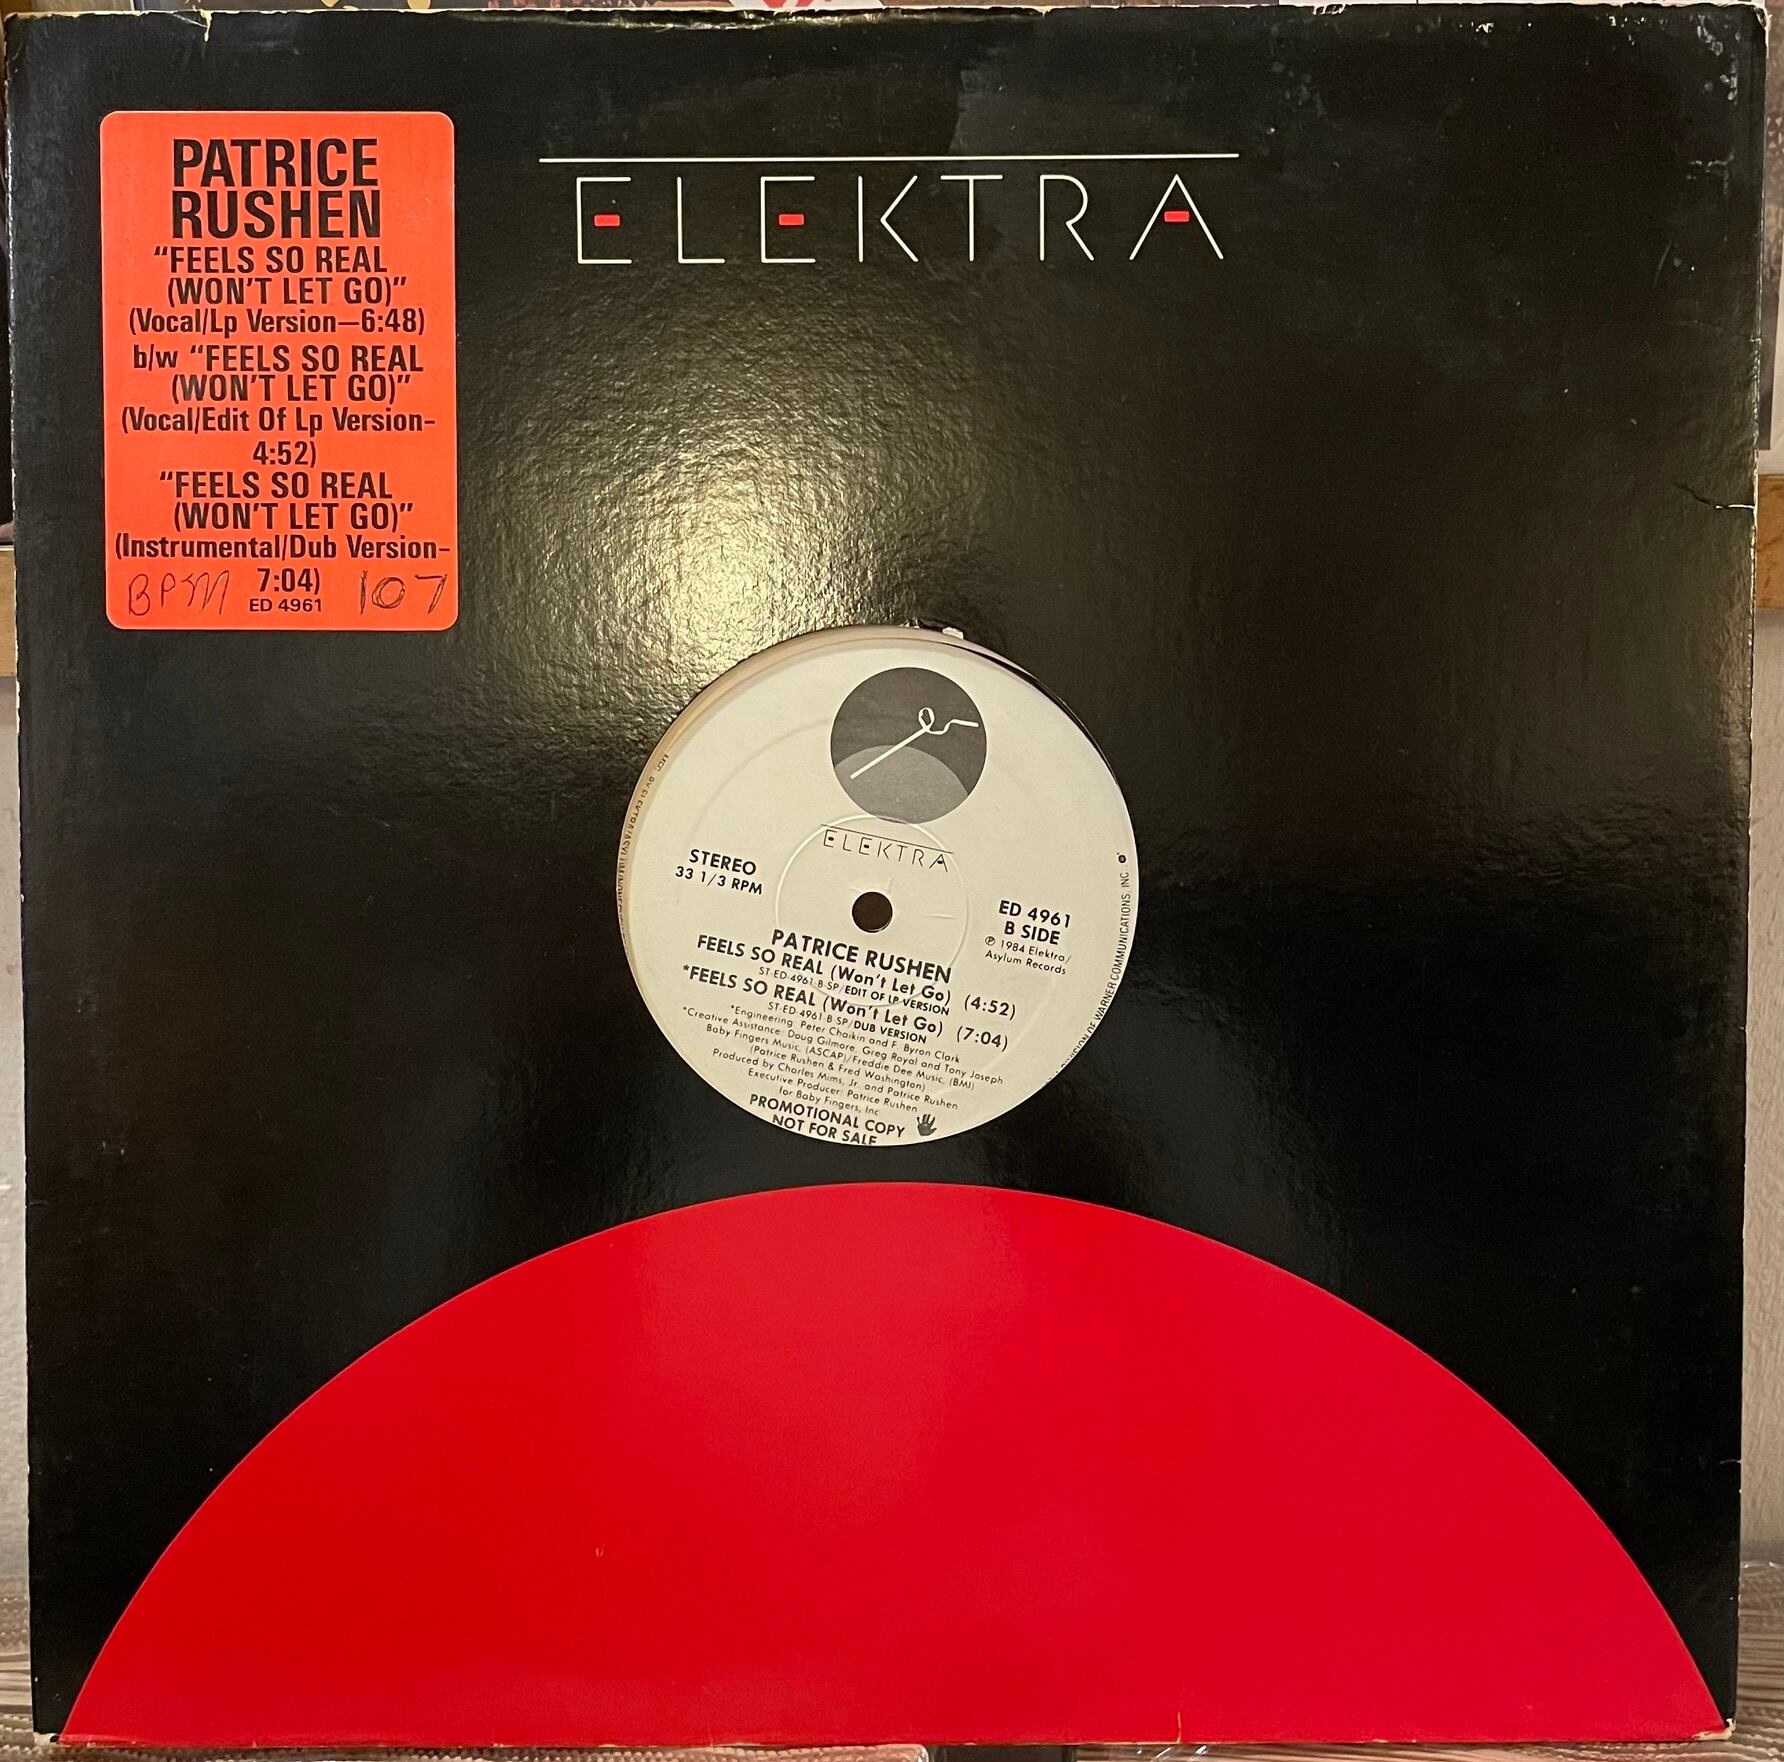 PATRICE
RUSHEN
“FEELS SO REAL
(WON’T LET GO)”
(Vocal/Lp Version—6:48)
b/w “FEELS SO REAL
(WON’T LET GO)”
(Vocal/Edit Of Lp Version-
4:52)
“FEELS SO REAL
(WON’T LET GO)”
(Instrumental/Dub Version-
7:04)
BPM 107
ED 4961
ELEKTRA
ELEKTRA
STEREO
33 1/3 RPM
ED 4961
B SIDE
℗ 1984 Elektra/
Asylum Records
PATRICE RUSHEN
FEELS SO REAL (Won't Let Go) (4:52)
ST-ED-4961-B SP/EDIT OF LP VERSION
*FEELS SO REAL (Won't Let Go) (7:04)
ST-ED-4961-B SP/DUB VERSION
*Engineering: Peter Chaikin and F. Byron Clark
*Creative Assistance: Doug Gilmore, Greg Royal and Tony Joseph
Baby Fingers Music, (ASCAP)/Freddie Dee Music, (BMI)
(Patrice Rushen & Fred Washington)
Produced by Charles Mims, Jr. and Patrice Rushen
Executive Producer: Patrice Rushen
for Baby Fingers, Inc
PROMOTIONAL COPY
NOT FOR SALE
DIVISION OF WARNER COMMUNICATIONS, INC.